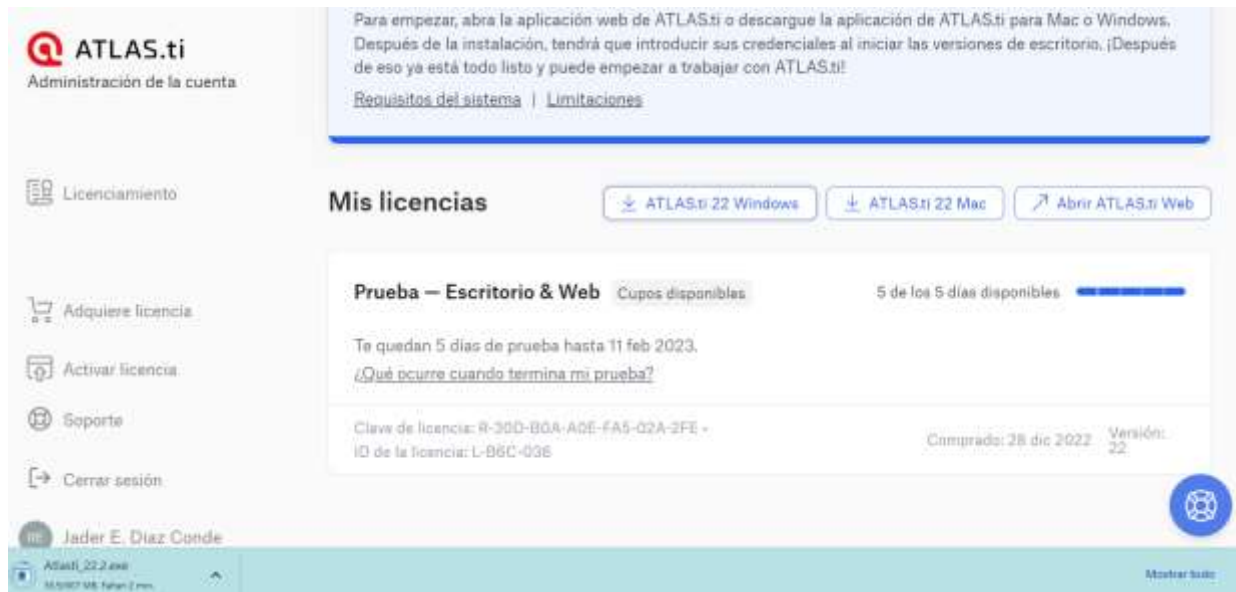 ATLAS.ti
Administración de la cuenta
Licenciamiento
Adquiere licencia
Activar licencia
Soporte
Cerrar sesión
Jader E. Diaz Conde
Para empezar, abra la aplicación web de ATLAS.ti o descargue la aplicación de ATLAS.ti para Mac o Windows.
Después de la instalación, tendrá que introducir sus credenciales al iniciar las versiones de escritorio. ¡Después
de eso ya está todo listo y puede empezar a trabajar con ATLAS.ti!
Requisitos del sistema | Limitaciones
Mis licencias
ATLAS.ti 22 Windows
ATLAS.ti 22 Mac
Abrir ATLAS.ti Web
Prueba — Escritorio & Web Cupos disponibles
5 de los 5 días disponibles
Te quedan 5 días de prueba hasta 11 feb 2023.
¿Qué ocurre cuando termina mi prueba?
Clave de licencia: R-30D-B0A-A0E-FA5-02A-2FE
ID de la licencia: L-B6C-036
Comprado: 28 dic 2022
Versión:
22
Atlasti_22.2.exe
Mostrar todo